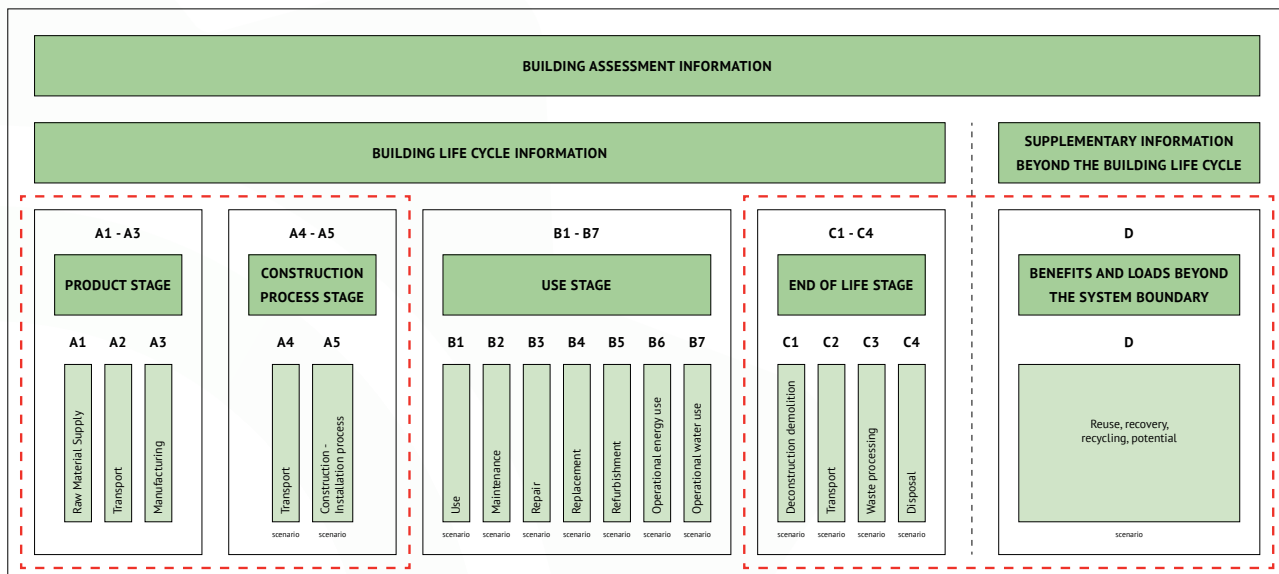 BUILDING ASSESSMENT INFORMATION
BUILDING LIFE CYCLE INFORMATION
SUPPLEMENTARY INFORMATION
BEYOND THE BUILDING LIFE CYCLE
A1 - A3
PRODUCT STAGE
A1
A2
A3
Raw Material Supply
Transport
Manufacturing
A4 - A5
CONSTRUCTION
PROCESS STAGE
A4
A5
Transport
Construction -
Installation process
scenario
scenario
B1 - B7
USE STAGE
B1
B2
B3
B4
B5
B6
B7
Use
Maintenance
Repair
Replacement
Refurbishment
Operational energy use
Operational water use
scenario
scenario
scenario
scenario
scenario
scenario
scenario
C1 - C4
END OF LIFE STAGE
C1
C2
C3
C4
Deconstruction demolition
Transport
Waste processing
Disposal
scenario
scenario
scenario
scenario
D
BENEFITS AND LOADS BEYOND
THE SYSTEM BOUNDARY
D
Reuse, recovery,
recycling, potential
scenario